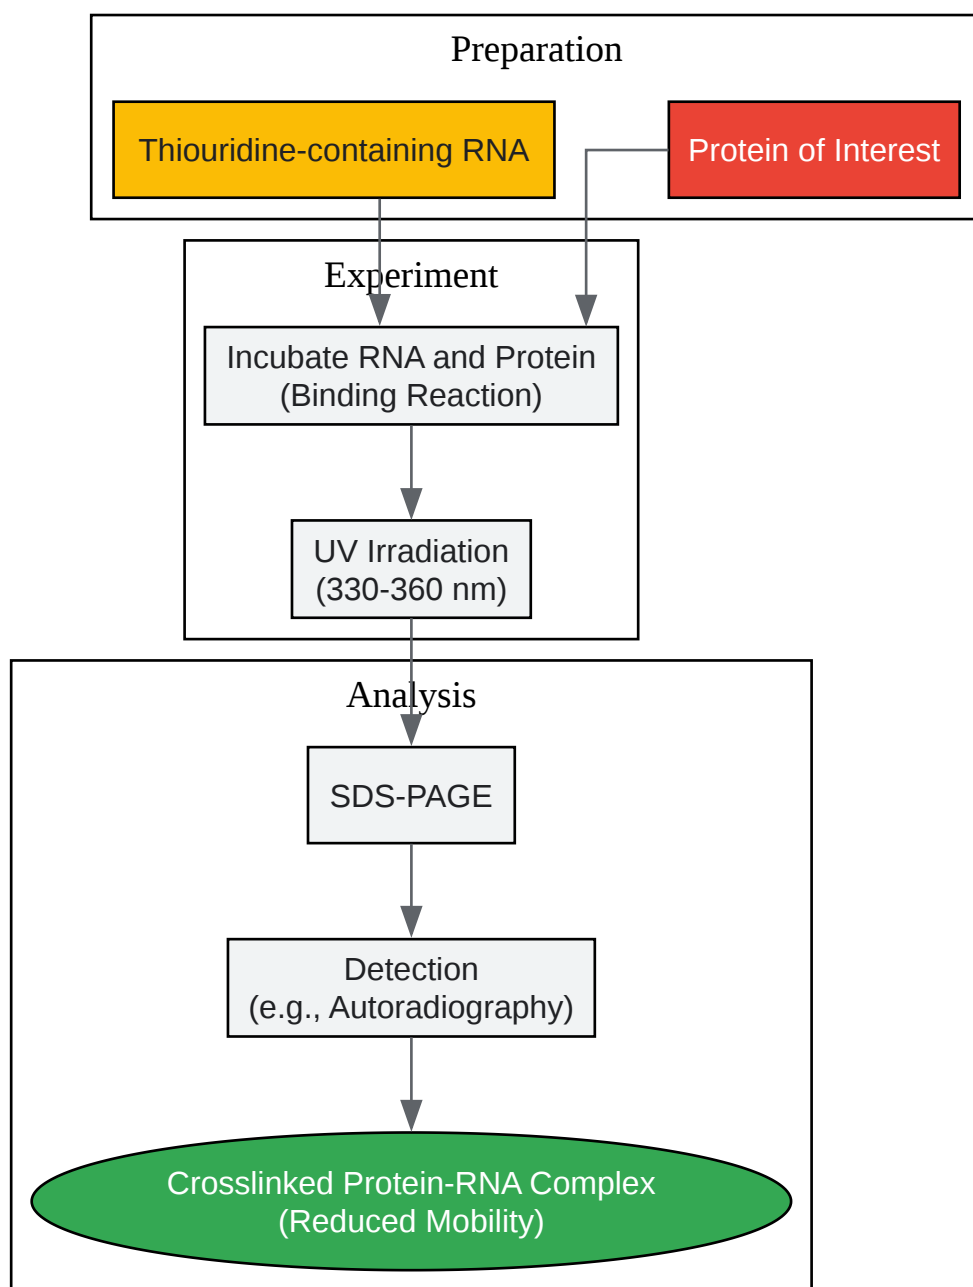 Preparation
Thiouridine-containing RNA
Protein of Interest
Experiment
Incubate RNA and Protein
(Binding Reaction)
UV Irradiation
(330-360 nm)
Analysis
SDS-PAGE
Detection
(e.g., Autoradiography)
Crosslinked Protein-RNA Complex
(Reduced Mobility)